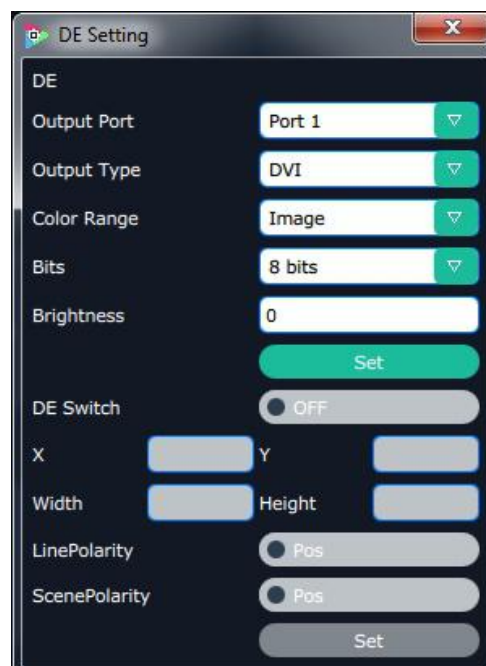 DE Setting
DE
Output Port Port 1
Output Type DVI
Color Range Image
Bits 8 bits
Brightness 0
Set
DE Switch OFF
X Y
Width Height
LinePolarity Pos
ScenePolarity Pos
Set